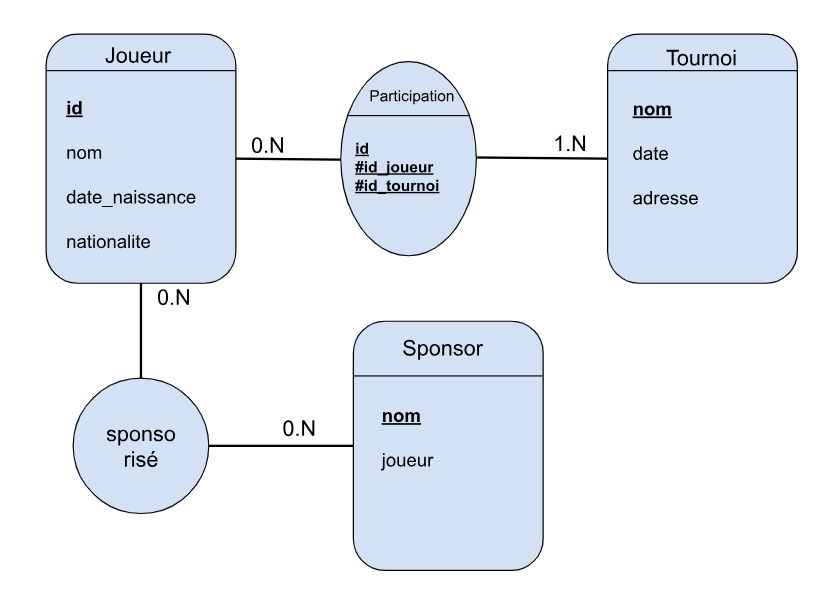 Joueur
id
nom
date_naissance
nationalite
0.N
Participation
id
#id_joueur
#id_tournoi
1.N
Tournoi
nom
date
adresse
0.N
sponso
risé
0.N
Sponsor
nom
joueur